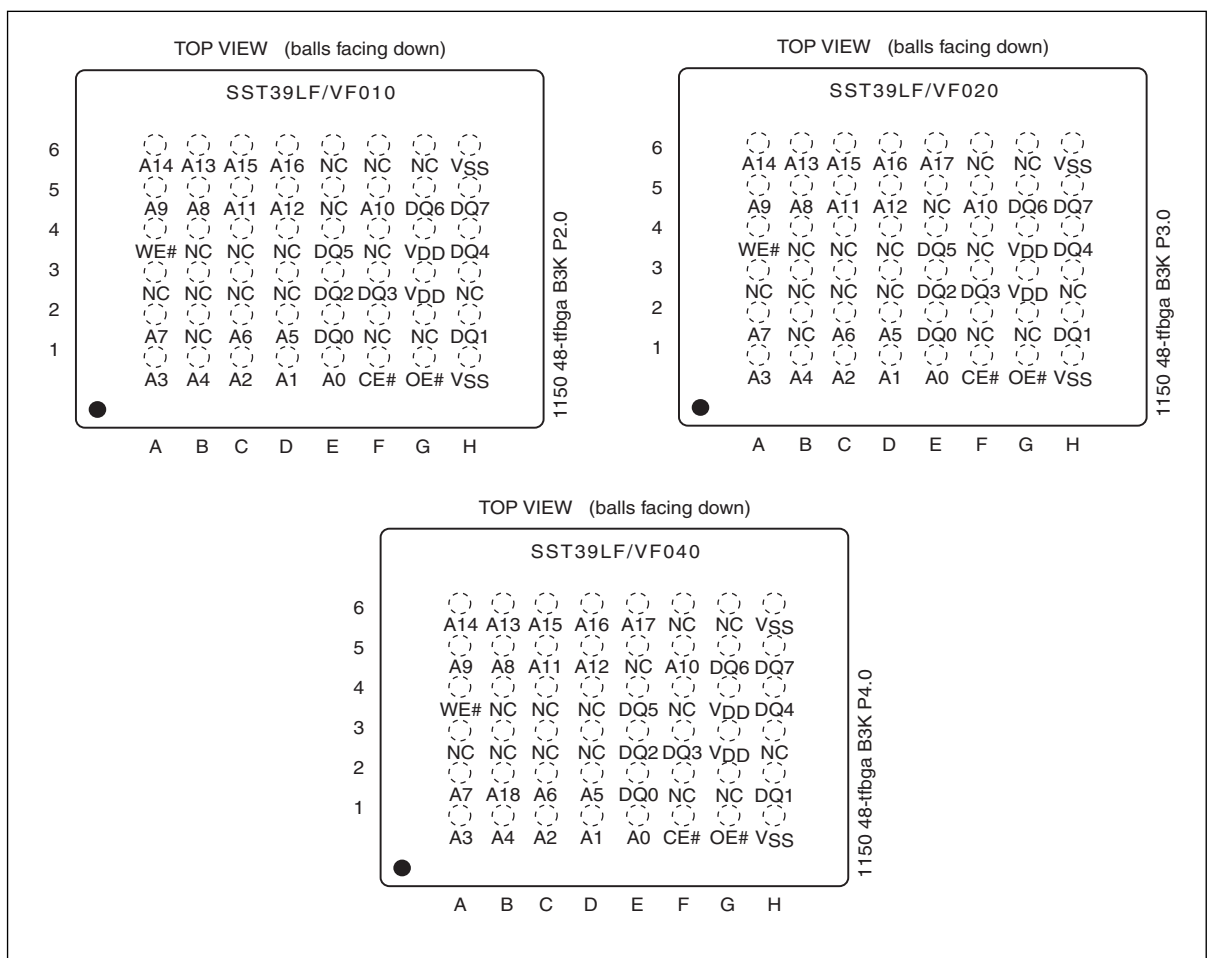 TOP VIEW (balls facing down)
SST39LF/VF010
6
A14 A13 A15 A16 NC NC NC VSS
5
A9 A8 A11 A12 NC A10 DQ6 DQ7
4
WE# NC NC NC DQ5 NC VDD DQ4
3
NC NC NC NC DQ2 DQ3 VDD NC
2
A7 NC A6 A5 DQ0 NC NC DQ1
1
A3 A4 A2 A1 A0 CE# OE# VSS
A B C D E F G H
1150 48-tfbga B3K P2.0
TOP VIEW (balls facing down)
SST39LF/VF020
6
A14 A13 A15 A16 A17 NC NC VSS
5
A9 A8 A11 A12 NC A10 DQ6 DQ7
4
WE# NC NC NC DQ5 NC VDD DQ4
3
NC NC NC NC DQ2 DQ3 VDD NC
2
A7 NC A6 A5 DQ0 NC NC DQ1
1
A3 A4 A2 A1 A0 CE# OE# VSS
A B C D E F G H
1150 48-tfbga B3K P3.0
TOP VIEW (balls facing down)
SST39LF/VF040
6
A14 A13 A15 A16 A17 NC NC VSS
5
A9 A8 A11 A12 NC A10 DQ6 DQ7
4
WE# NC NC NC DQ5 NC VDD DQ4
3
NC NC NC NC DQ2 DQ3 VDD NC
2
A7 A18 A6 A5 DQ0 NC NC DQ1
1
A3 A4 A2 A1 A0 CE# OE# VSS
A B C D E F G H
1150 48-tfbga B3K P4.0